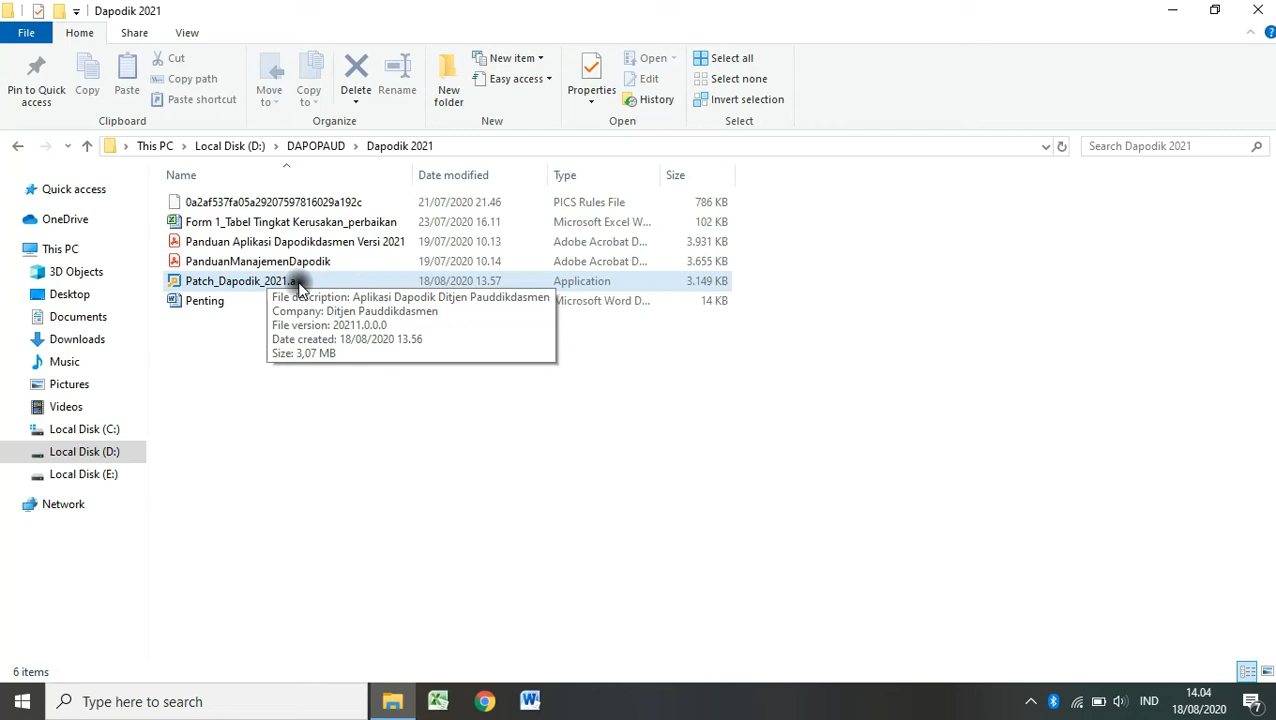 Dapodik 2021
File Home Share View
Pin to Quick access
Copy
Paste
Cut
Copy path
Paste shortcut
Clipboard
Move to
Copy to
Delete
Rename
Organize
New folder
New item
Easy access
New
Properties
Open
Edit
History
Open
Select all
Select none
Invert selection
Select
This PC > Local Disk (D:) > DAPOPAUD > Dapodik 2021
Search Dapodik 2021
Name Date modified Type Size
0a2af537fa05a29207597816029a192c 21/07/2020 21.46 PICS Rules File 786 KB
Form 1_Tabel Tingkat Kerusakan_perbaikan 23/07/2020 16.11 Microsoft Excel W... 102 KB
Panduan Aplikasi Dapodikdasmen Versi 2021 19/07/2020 10.13 Adobe Acrobat D... 3.931 KB
PanduanManajemenDapodik 19/07/2020 10.14 Adobe Acrobat D... 3.655 KB
Patch_Dapodik_2021.a 18/08/2020 13.57 Application 3.149 KB
Penting Microsoft Word D... 14 KB
File description: Aplikasi Dapodik Ditjen Pauddikdasmen
Company: Ditjen Pauddikdasmen
File version: 20211.0.0.0
Date created: 18/08/2020 13.56
Size: 3,07 MB
Quick access
OneDrive
This PC
3D Objects
Desktop
Documents
Downloads
Music
Pictures
Videos
Local Disk (C:)
Local Disk (D:)
Local Disk (E:)
Network
6 items
Type here to search
IND
14.04
18/08/2020
7